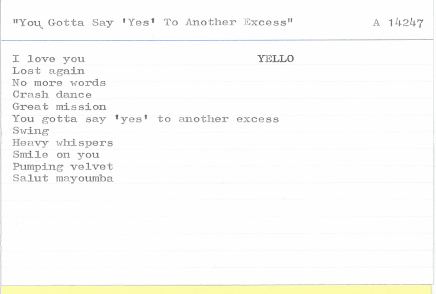 "You Gotta Say 'Yes' To Another Excess" A 14247
I love you YELLO
Lost again
No more words
Crash dance
Great mission
You gotta say 'yes' to another excess
Swing
Heavy whispers
Smile on you
Pumping velvet
Salut mayoumba